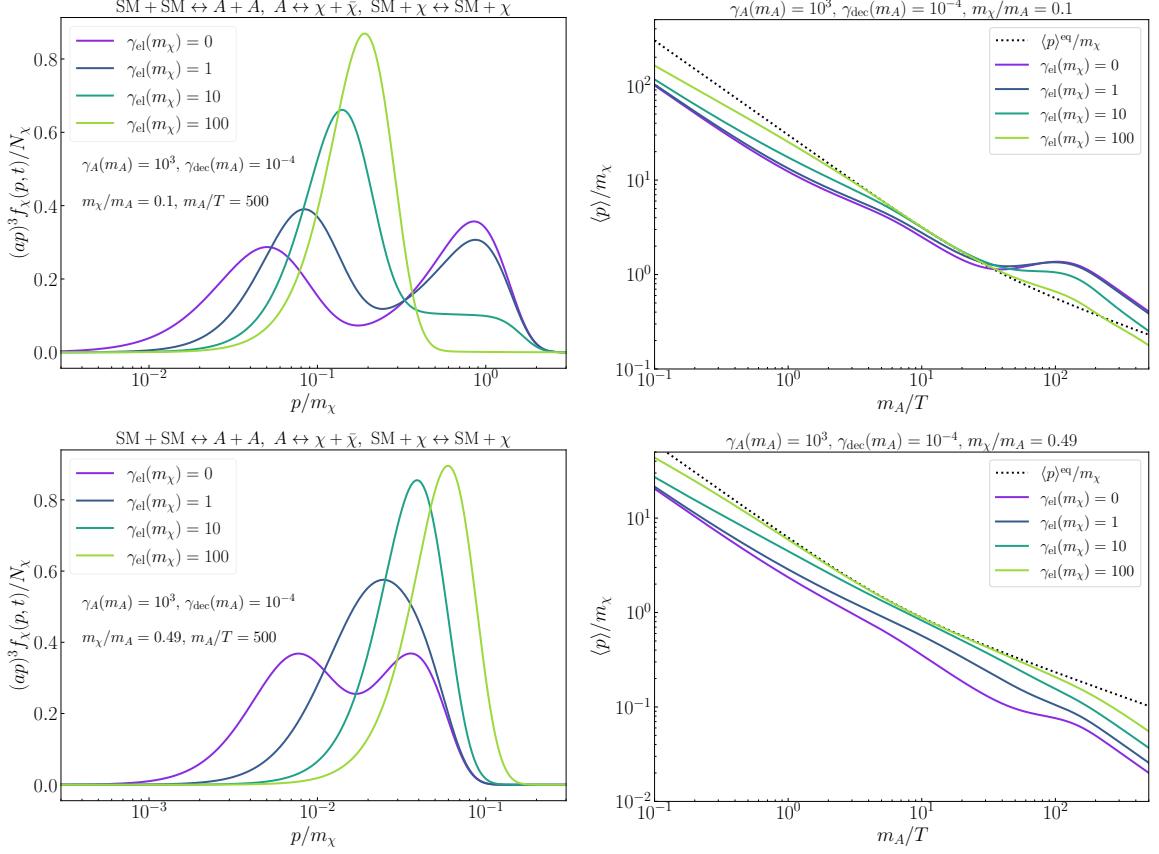 SM + SM ↔ A + A, A ↔ χ + χ̄, SM + χ ↔ SM + χ
γ_el(m_χ) = 0
γ_el(m_χ) = 1
γ_el(m_χ) = 10
γ_el(m_χ) = 100
γ_A(m_A) = 10^3, γ_dec(m_A) = 10^-4
m_χ/m_A = 0.1, m_A/T = 500
(ap)^3 f_χ(p, t)/N_χ
0.8
0.6
0.4
0.2
0.0
10^-2
10^-1
10^0
p/m_χ
γ_A(m_A) = 10^3, γ_dec(m_A) = 10^-4, m_χ/m_A = 0.1
⟨p⟩^eq/m_χ
γ_el(m_χ) = 0
γ_el(m_χ) = 1
γ_el(m_χ) = 10
γ_el(m_χ) = 100
⟨p⟩/m_χ
10^2
10^1
10^0
10^-1
10^-1
10^0
10^1
10^2
m_A/T
SM + SM ↔ A + A, A ↔ χ + χ̄, SM + χ ↔ SM + χ
γ_el(m_χ) = 0
γ_el(m_χ) = 1
γ_el(m_χ) = 10
γ_el(m_χ) = 100
γ_A(m_A) = 10^3, γ_dec(m_A) = 10^-4
m_χ/m_A = 0.49, m_A/T = 500
(ap)^3 f_χ(p, t)/N_χ
0.8
0.6
0.4
0.2
0.0
10^-3
10^-2
10^-1
p/m_χ
γ_A(m_A) = 10^3, γ_dec(m_A) = 10^-4, m_χ/m_A = 0.49
⟨p⟩^eq/m_χ
γ_el(m_χ) = 0
γ_el(m_χ) = 1
γ_el(m_χ) = 10
γ_el(m_χ) = 100
⟨p⟩/m_χ
10^1
10^0
10^-1
10^-2
10^-1
10^0
10^1
10^2
m_A/T